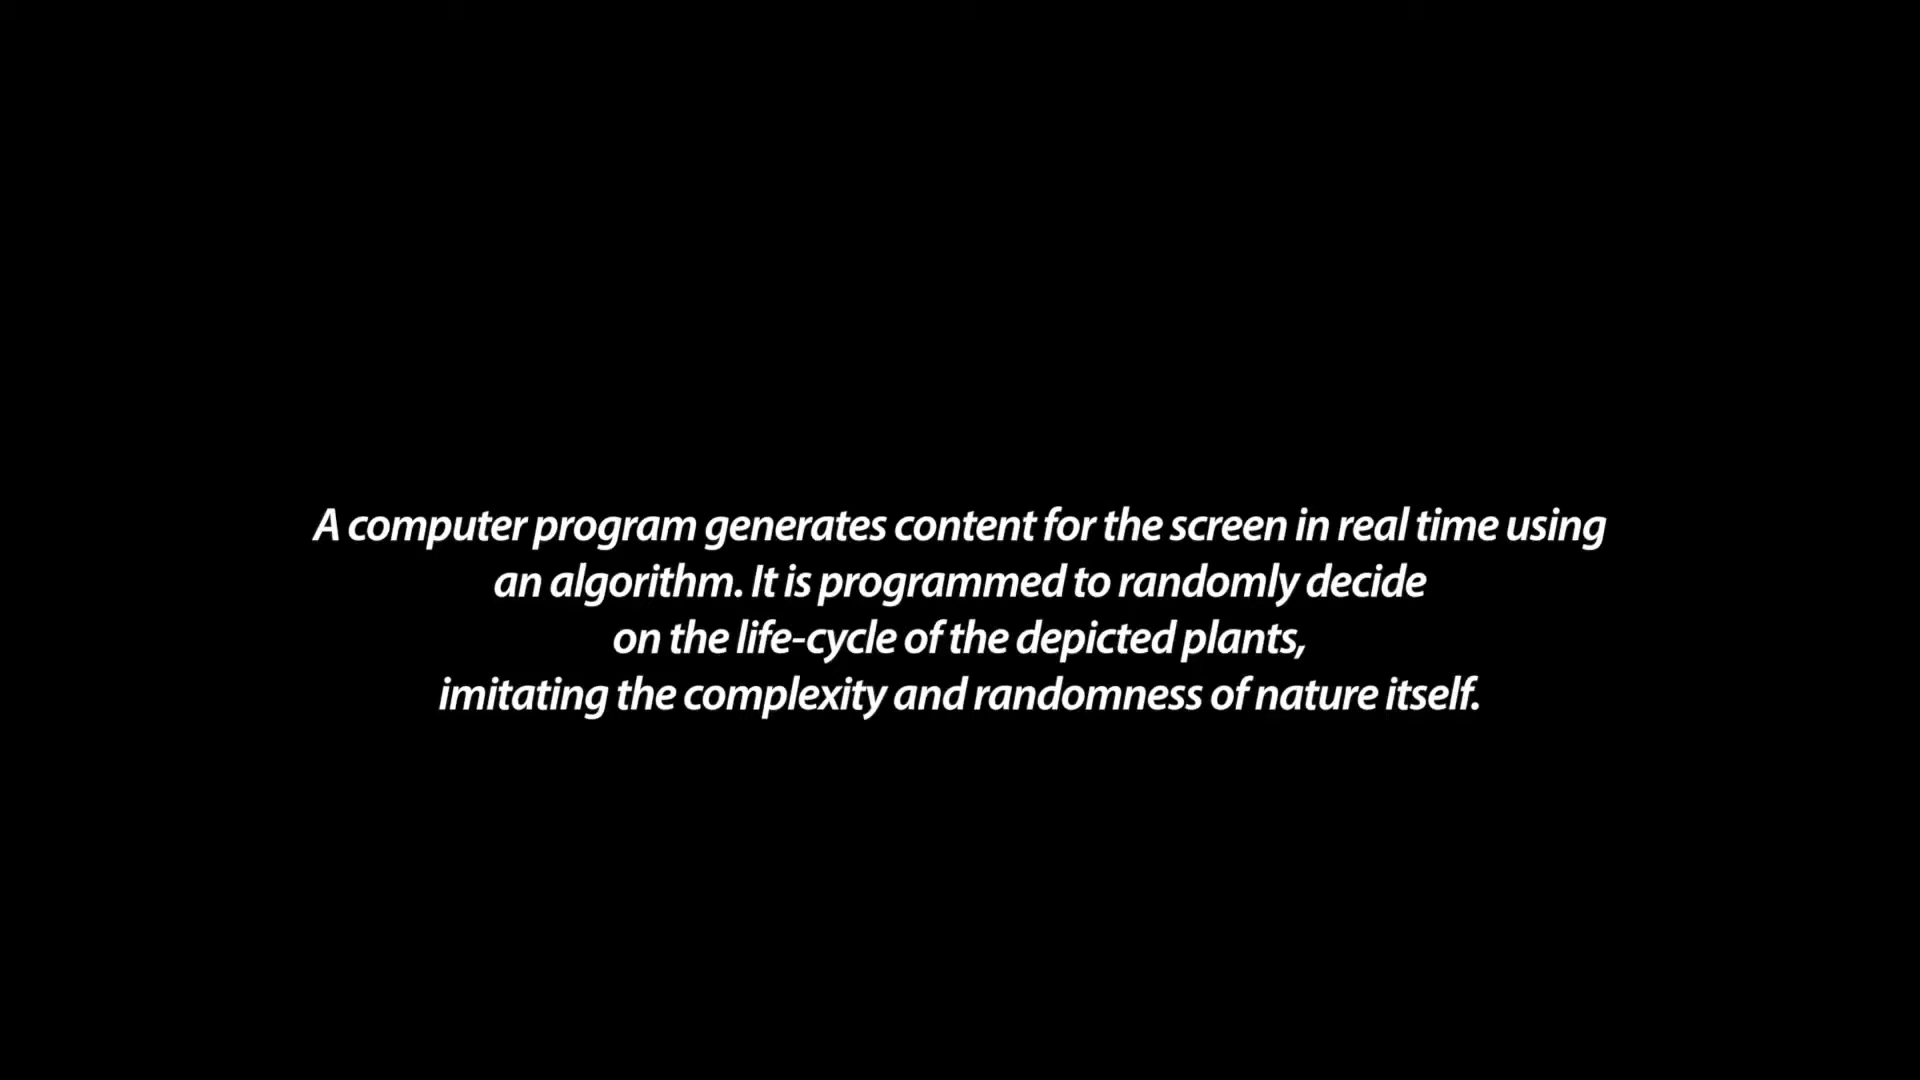 A computer program generates content for the screen in real time using
an algorithm. It is programmed to randomly decide
on the life-cycle of the depicted plants,
imitating the complexity and randomness of nature itself.